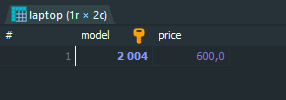 laptop (1r × 2c)
# model price
1 2 004 600,0